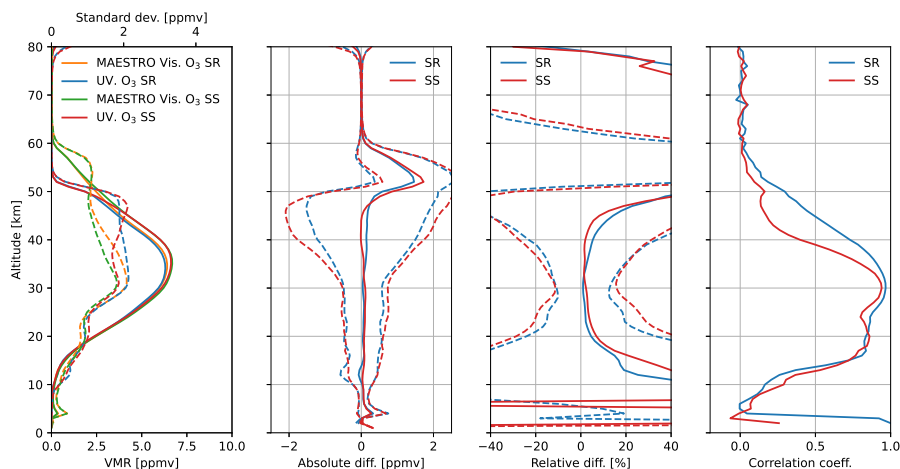 Standard dev. [ppmv]
0 2 4
80
70
60
50
40
30
20
10
0
Altitude [km]
MAESTRO Vis. O₃ SR
UV. O₃ SR
MAESTRO Vis. O₃ SS
UV. O₃ SS
0.0 2.5 5.0 7.5 10.0
VMR [ppmv]
SR
SS
−2 0 2
Absolute diff. [ppmv]
SR
SS
−40 −20 0 20 40
Relative diff. [%]
SR
SS
0.0 0.5 1.0
Correlation coeff.